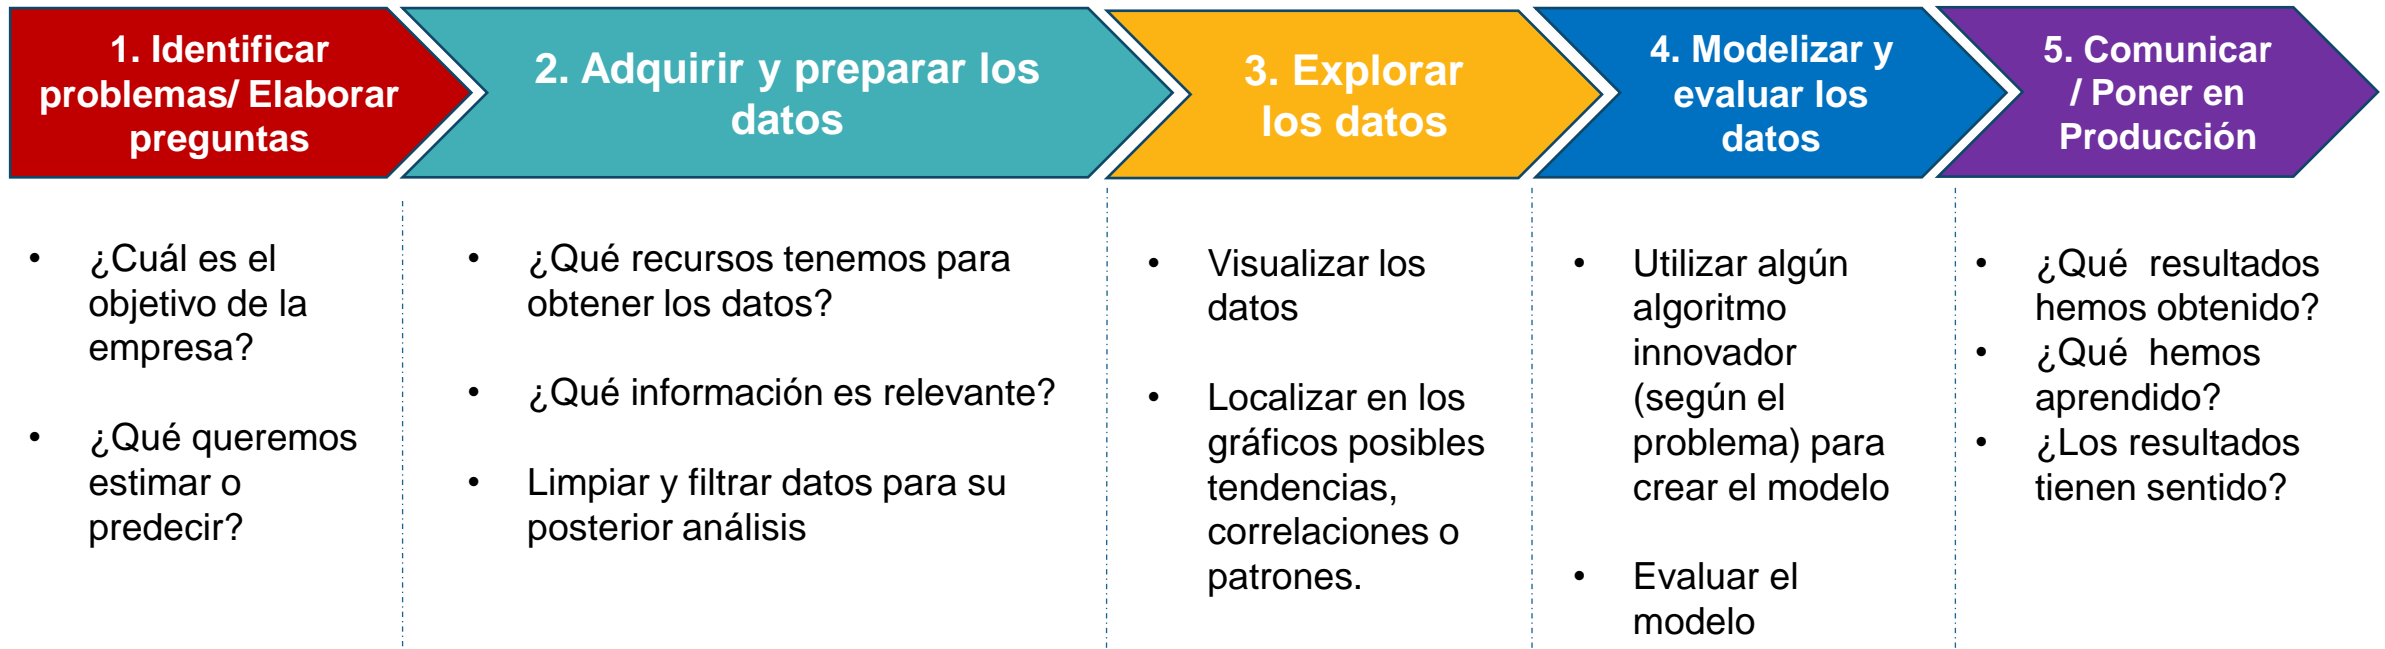 1. Identificar
problemas/ Elaborar
preguntas
2. Adquirir y preparar los
datos
3. Explorar
los datos
4. Modelizar y
evaluar los
datos
5. Comunicar
/ Poner en
Producción
• ¿Cuál es el
objetivo de la
empresa?
• ¿Qué queremos
estimar o
predecir?
• ¿Qué recursos tenemos para
obtener los datos?
• ¿Qué información es relevante?
• Limpiar y filtrar datos para su
posterior análisis
• Visualizar los
datos
• Localizar en los
gráficos posibles
tendencias,
correlaciones o
patrones.
• Utilizar algún
algoritmo
innovador
(según el
problema) para
crear el modelo
• Evaluar el
modelo
• ¿Qué resultados
hemos obtenido?
• ¿Qué hemos
aprendido?
• ¿Los resultados
tienen sentido?